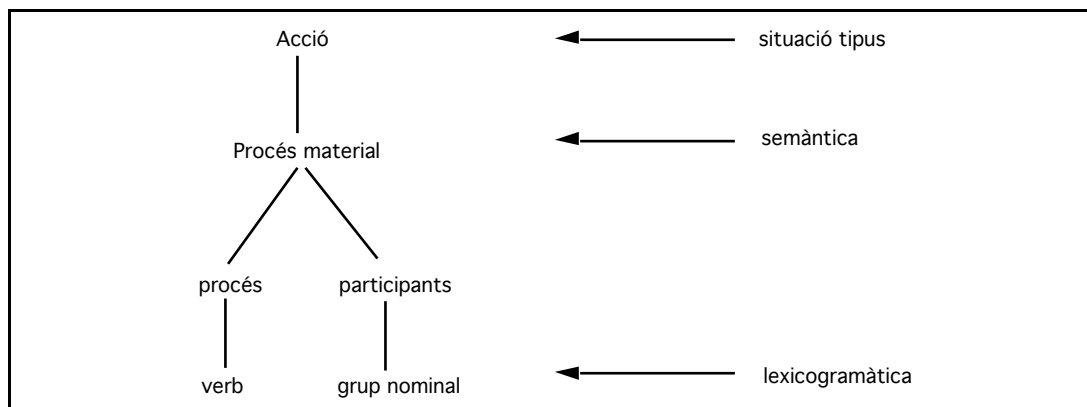 Acció situació tipus
Procés material semàntica
procés participants
verb grup nominal lexicogramàtica